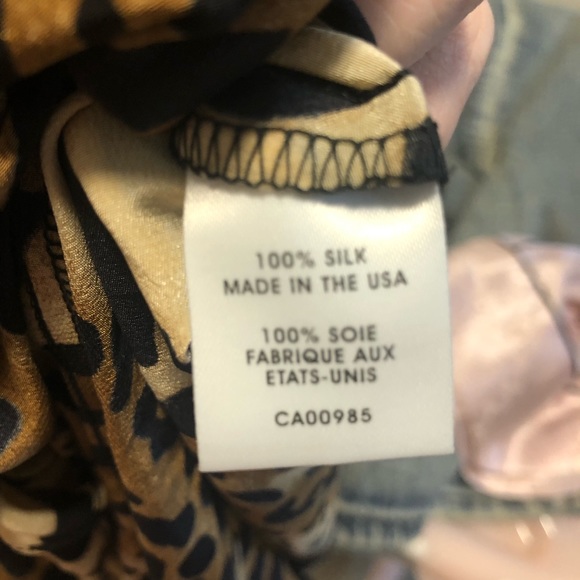 100% SILK
MADE IN THE USA
100% SOIE
FABRIQUE AUX
ETATS-UNIS
CA00985